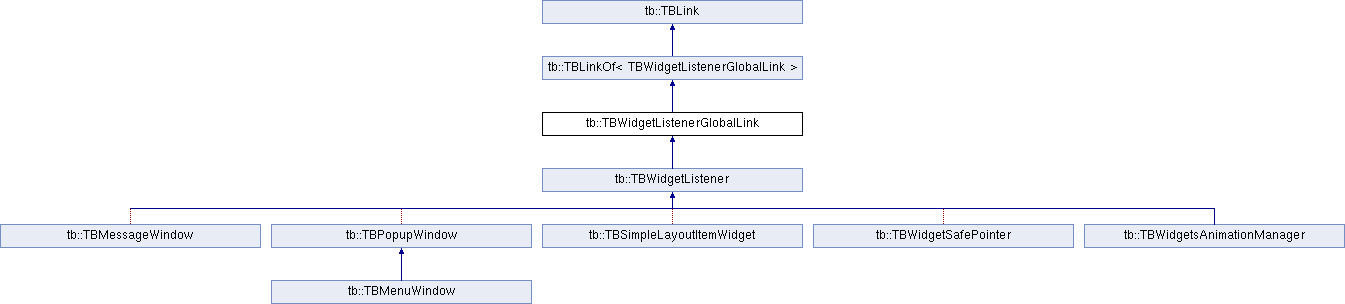 tb::TBLink
tb::TBLinkOf< TBWidgetListenerGlobalLink >
tb::TBWidgetListenerGlobalLink
tb::TBWidgetListener
tb::TBMessageWindow
tb::TBPopupWindow
tb::TBSimpleLayoutItemWidget
tb::TBWidgetSafePointer
tb::TBWidgetsAnimationManager
tb::TBMenuWindow